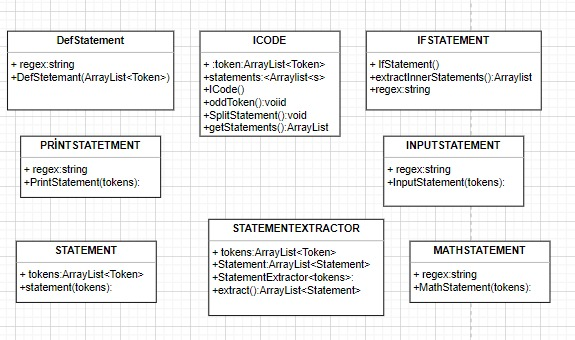 DefStatement
+ regex:string
+DefStetemant(ArrayList<Token>)
ICODE
+ :token:ArrayList<Token>
+statements:<Arraylist<s>
+ICode()
+oddToken():voiid
+SplitStatement():void
+getStatements():ArrayList
IFSTATEMENT
+ IfStatement()
+extractInnerStatements():Arraylist
+regex:string
PRİNTSTATETMENT
+ regex:string
+PrintStatement(tokens):
INPUTSTATEMENT
+ regex:string
+InputStatement(tokens):
STATEMENT
+ tokens:ArrayList<Token>
+statement(tokens):
STATEMENTEXTRACTOR
+ tokens:ArrayList<Token>
+Statement:ArrayList<Statement>
+StatementExtractor<tokens>:
+extract():ArrayList<Statement>
MATHSTATEMENT
+ regex:string
+MathStatement(tokens):